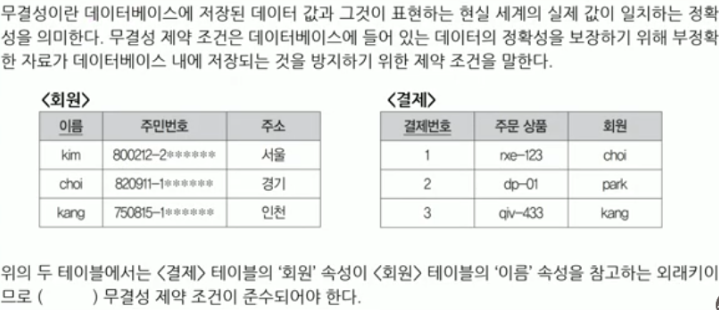 무결성이란 데이터베이스에 저장된 데이터 값과 그것이 표현하는 현실 세계의 실제 값이 일치하는 정확
성을 의미한다. 무결성 제약 조건은 데이터베이스에 들어 있는 데이터의 정확성을 보장하기 위해 부정확
한 자료가 데이터베이스 내에 저장되는 것을 방지하기 위한 제약 조건을 말한다.
<회원> <결제>
이름 주민번호 주소 결제번호 주문 상품 회원
kim 800212-2****** 서울 1 rxe-123 choi
choi 820911-1****** 경기 2 dp-01 park
kang 750815-1****** 인천 3 qiv-433 kang
위의 두 테이블에서는 <결제> 테이블의 '회원' 속성이 <회원> 테이블의 '이름' 속성을 참고하는 외래키이
므로 ( ) 무결성 제약 조건이 준수되어야 한다.